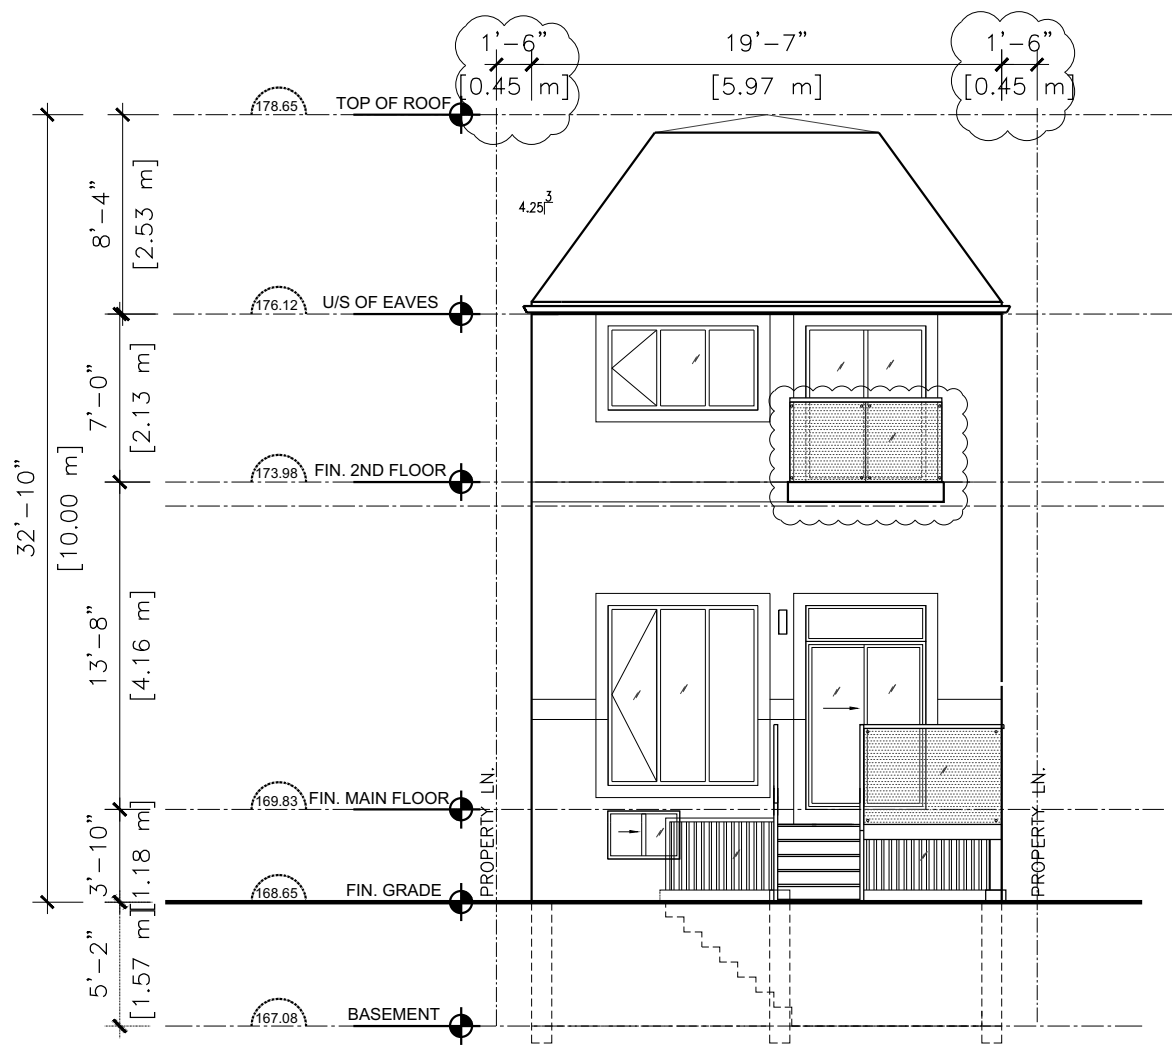 1'-6" 19'-7" 1'-6"
[0.45 m] [5.97 m] [0.45 m]
178.65 TOP OF ROOF
8'-4"
[2.53 m]
3
4.25
176.12 U/S OF EAVES
7'-0"
[2.13 m]
32'-10"
[10.00 m]
173.98 FIN. 2ND FLOOR
13'-8"
[4.16 m]
169.83 FIN. MAIN FLOOR
PROPERTY LN.
PROPERTY LN.
3'-10"
[1.18 m]
168.65 FIN. GRADE
5'-2"
[1.57 m]
167.08 BASEMENT